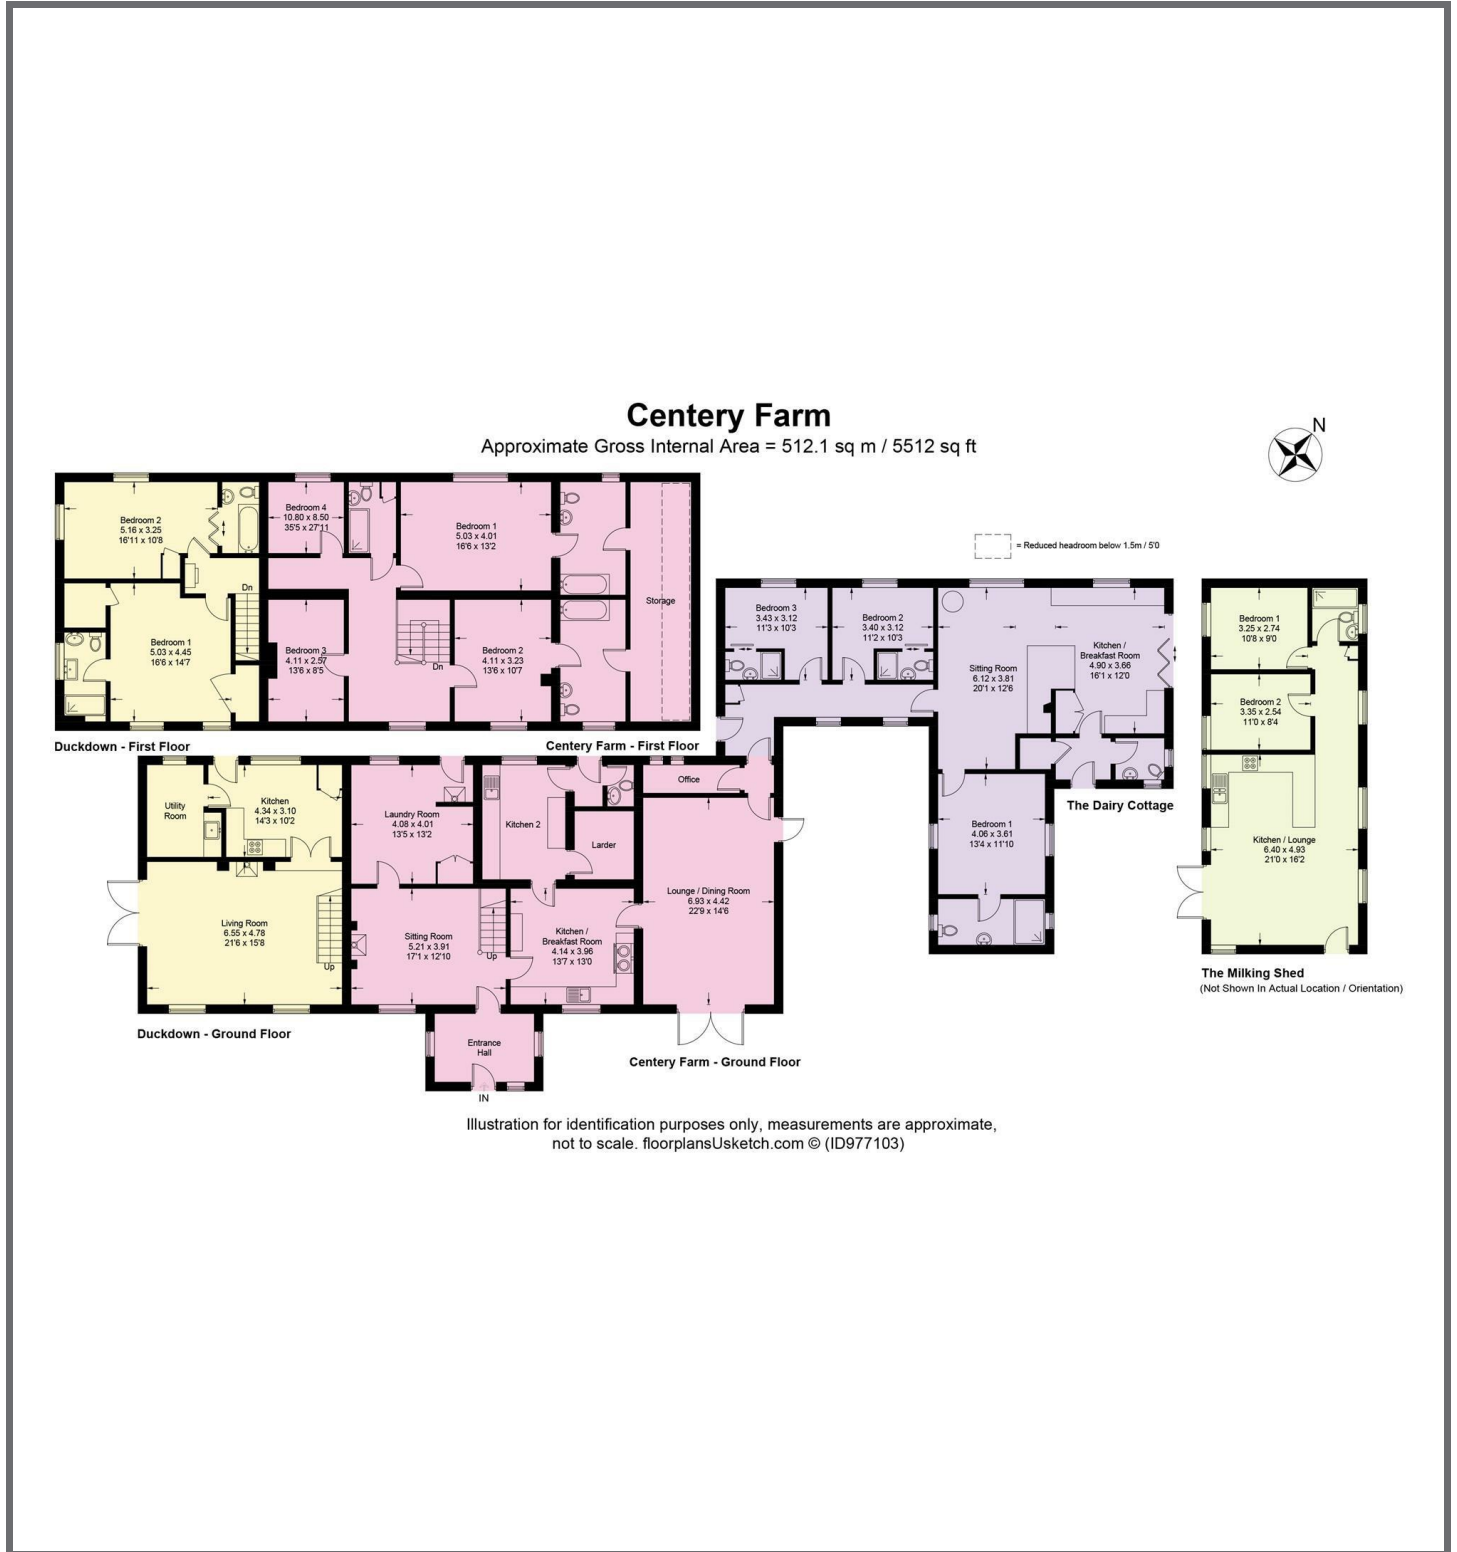 Centery Farm
Approximate Gross Internal Area = 512.1 sq m / 5512 sq ft
N
= Reduced headroom below 1.5m / 5'0
Bedroom 2
5.16 x 3.25
16'11 x 10'8
Dn
Bedroom 1
5.03 x 4.45
16'6 x 14'7
Duckdown - First Floor
Bedroom 4
10.80 x 8.50
35'5 x 27'11
Bedroom 1
5.03 x 4.01
16'6 x 13'2
Storage
Bedroom 3
4.11 x 2.57
13'6 x 8'5
Dn
Bedroom 2
4.11 x 3.23
13'6 x 10'7
Centery Farm - First Floor
Bedroom 3
3.43 x 3.12
11'3 x 10'3
Bedroom 2
3.40 x 3.12
11'2 x 10'3
Sitting Room
6.12 x 3.81
20'1 x 12'6
Kitchen /
Breakfast Room
4.90 x 3.66
16'1 x 12'0
The Dairy Cottage
Bedroom 1
4.06 x 3.61
13'4 x 11'10
Bedroom 1
3.25 x 2.74
10'8 x 9'0
Bedroom 2
3.35 x 2.54
11'0 x 8'4
Kitchen / Lounge
6.40 x 4.93
21'0 x 16'2
The Milking Shed
(Not Shown In Actual Location / Orientation)
Utility
Room
Kitchen
4.34 x 3.10
14'3 x 10'2
Living Room
6.55 x 4.78
21'6 x 15'8
Up
Duckdown - Ground Floor
Laundry Room
4.08 x 4.01
13'5 x 13'2
Kitchen 2
Larder
Office
Lounge / Dining Room
6.93 x 4.42
22'9 x 14'6
Sitting Room
5.21 x 3.91
17'1 x 12'10
Up
Kitchen /
Breakfast Room
4.14 x 3.96
13'7 x 13'0
Entrance
Hall
IN
Centery Farm - Ground Floor
Illustration for identification purposes only, measurements are approximate,
not to scale. floorplansUsketch.com © (ID977103)